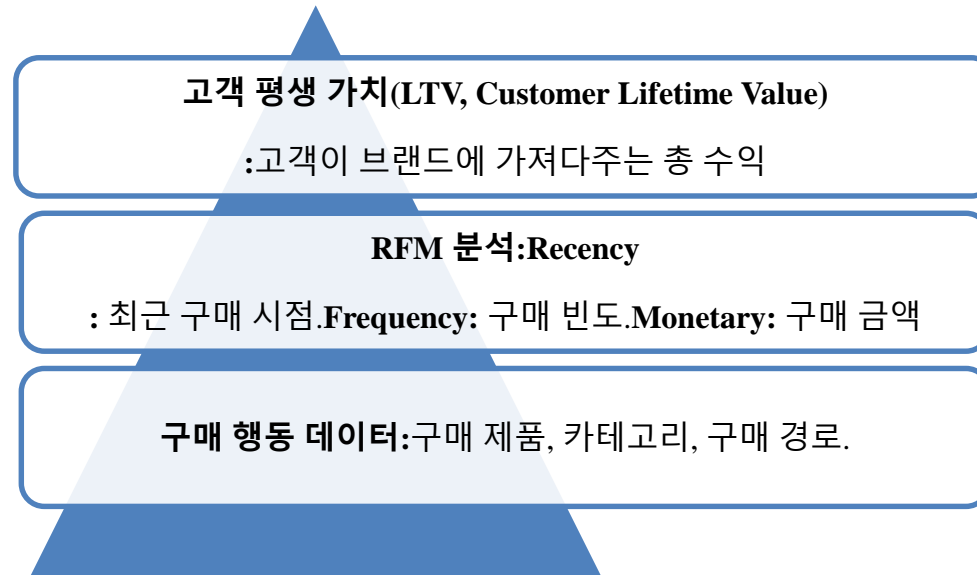 고객 평생 가치(LTV, Customer Lifetime Value)
:고객이 브랜드에 가져다주는 총 수익
RFM 분석:Recency
: 최근 구매 시점.Frequency: 구매 빈도.Monetary: 구매 금액
구매 행동 데이터:구매 제품, 카테고리, 구매 경로.